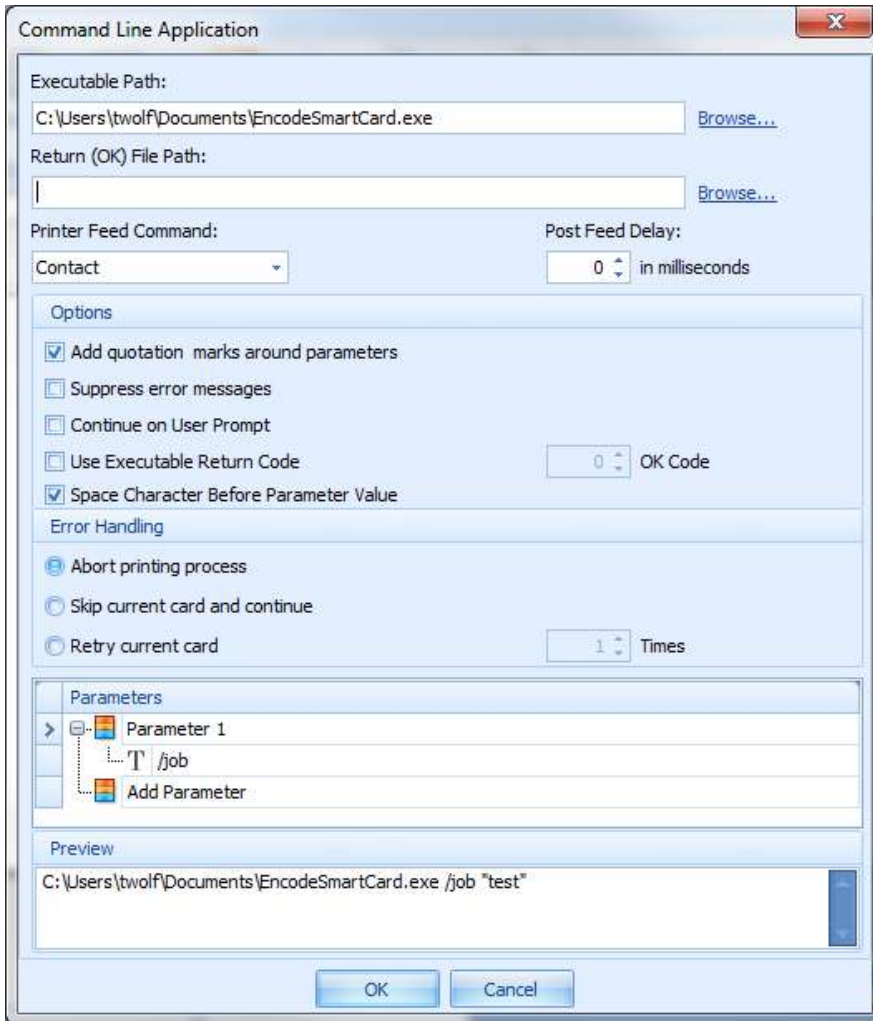 Command Line Application
Executable Path:
C:\Users\twolf\Documents\EncodeSmartCard.exe Browse...
Return (OK) File Path:
Browse...
Printer Feed Command: Post Feed Delay:
Contact 0 in milliseconds
Options
Add quotation marks around parameters
Suppress error messages
Continue on User Prompt
Use Executable Return Code 0 OK Code
Space Character Before Parameter Value
Error Handling
Abort printing process
Skip current card and continue
Retry current card 1 Times
Parameters
Parameter 1
T /job
Add Parameter
Preview
C:\Users\twolf\Documents\EncodeSmartCard.exe /job "test"
OK Cancel